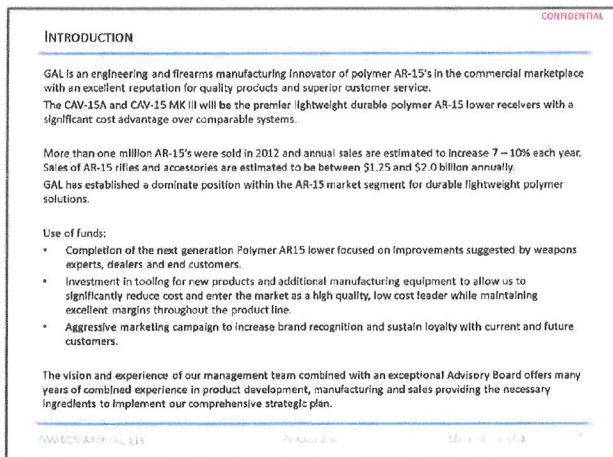 CONFIDENTIAL
INTRODUCTION
GAL is an engineering and firearms manufacturing innovator of polymer AR-15's in the commercial marketplace
with an excellent reputation for quality products and superior customer service.
The CAV-15A and CAV-15 MK III will be the premier lightweight durable polymer AR-15 lower receivers with a
significant cost advantage over comparable systems.
More than one million AR-15's were sold in 2012 and annual sales are estimated to increase 7 – 10% each year.
Sales of AR-15 rifles and accessories are estimated to be between $1.25 and $2.0 billion annually.
GAL has established a dominate position within the AR-15 market segment for durable lightweight polymer
solutions.
Use of funds:
• Completion of the next generation Polymer AR15 lower focused on improvements suggested by weapons
experts, dealers and end customers.
• Investment in tooling for new products and additional manufacturing equipment to allow us to
significantly reduce cost and enter the market as a high quality, low cost leader while maintaining
excellent margins throughout the product line.
• Aggressive marketing campaign to increase brand recognition and sustain loyalty with current and future
customers.
The vision and experience of our management team combined with an exceptional Advisory Board offers many
years of combined experience in product development, manufacturing and sales providing the necessary
ingredients to implement our comprehensive strategic plan.